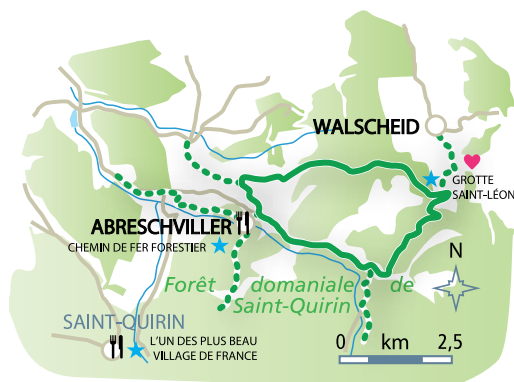 WALSCHEID
GROTTE
SAINT-LÉON
ABRESCHVILLER
CHEMIN DE FER FORESTIER
N
Forêt domaniale de
Saint-Quirin
SAINT-QUIRIN
L'UN DES PLUS BEAU
VILLAGE DE FRANCE
0 km 2,5